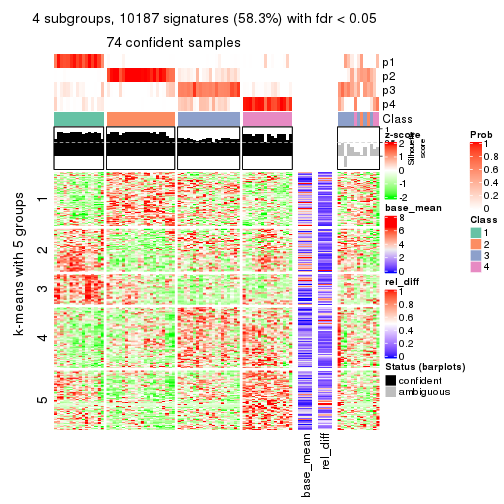 4 subgroups, 10187 signatures (58.3%) with fdr < 0.05
74 confident samples
p1
p2
p3
p4
Class
1
Silhouette
score
k-means with 5 groups
1
2
3
4
5
base_mean
rel_diff
z-score
2
1
0
-1
-2
base_mean
8
6
4
2
0
rel_diff
1
0.8
0.6
0.4
0.2
0
Status (barplots)
confident
ambiguous
Prob
1
0.8
0.6
0.4
0.2
0
Class
1
2
3
4